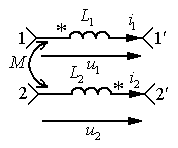 L₁ i₁
1 * 1′
M u₁
L₂ i₂
2 * 2′
u₂